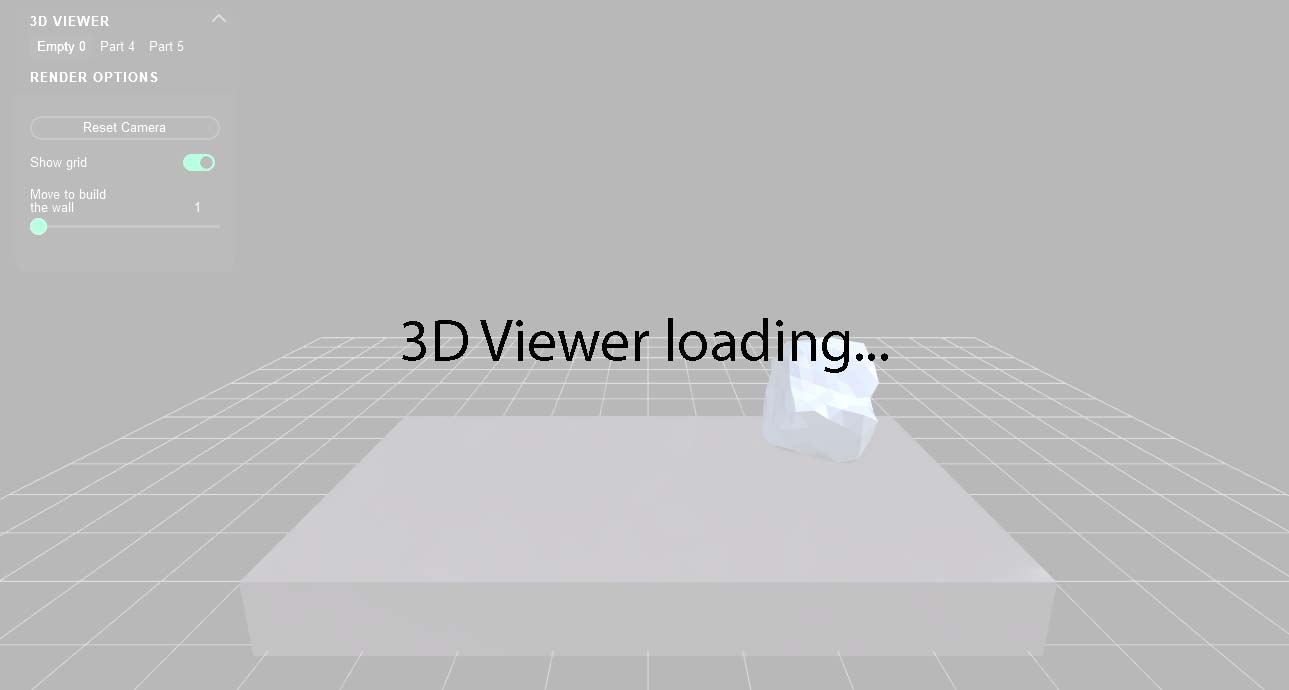 3D VIEWER
Empty 0 Part 4 Part 5
RENDER OPTIONS
Reset Camera
Show grid
Move to build
the wall 1
3D Viewer loading...